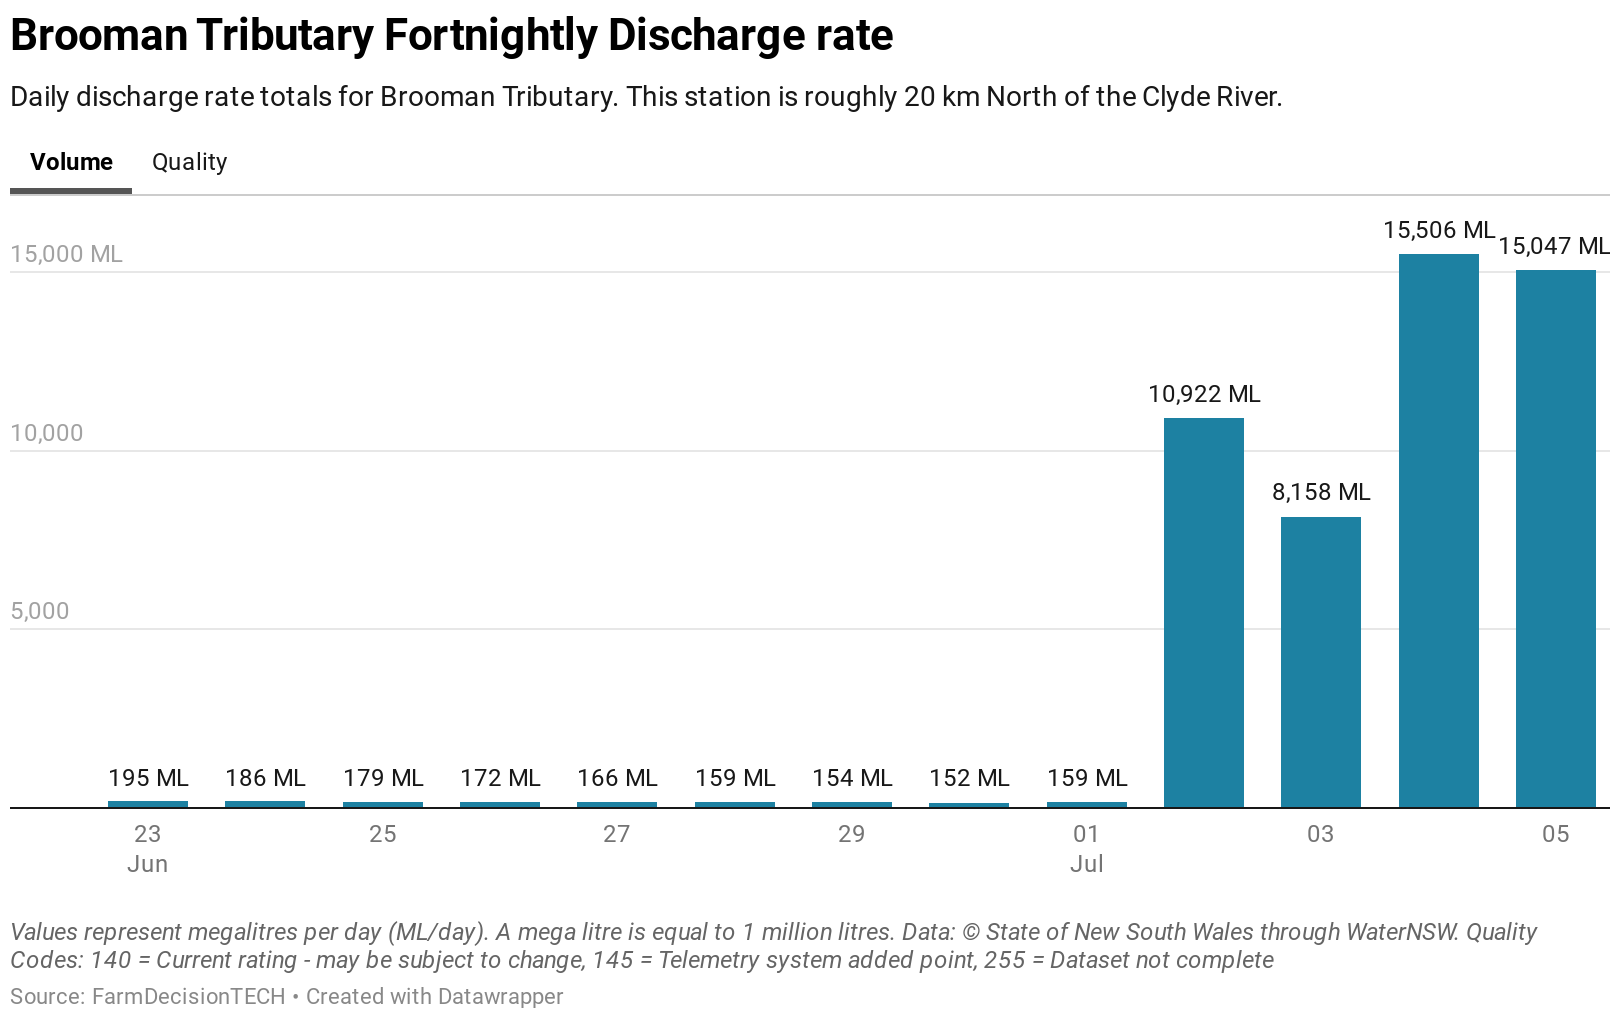 Brooman Tributary Fortnightly Discharge rate
Daily discharge rate totals for Brooman Tributary. This station is roughly 20 km North of the Clyde River.
Volume Quality
15,506 ML
15,047 ML
15,000 ML
10,922 ML
10,000
8,158 ML
5,000
195 ML 186 ML 179 ML 172 ML 166 ML 159 ML 154 ML 152 ML 159 ML
23 25 27 29 01 03 05
Jun Jul
Values represent megalitres per day (ML/day). A mega litre is equal to 1 million litres. Data: © State of New South Wales through WaterNSW. Quality
Codes: 140 = Current rating - may be subject to change, 145 = Telemetry system added point, 255 = Dataset not complete
Source: FarmDecisionTECH • Created with Datawrapper